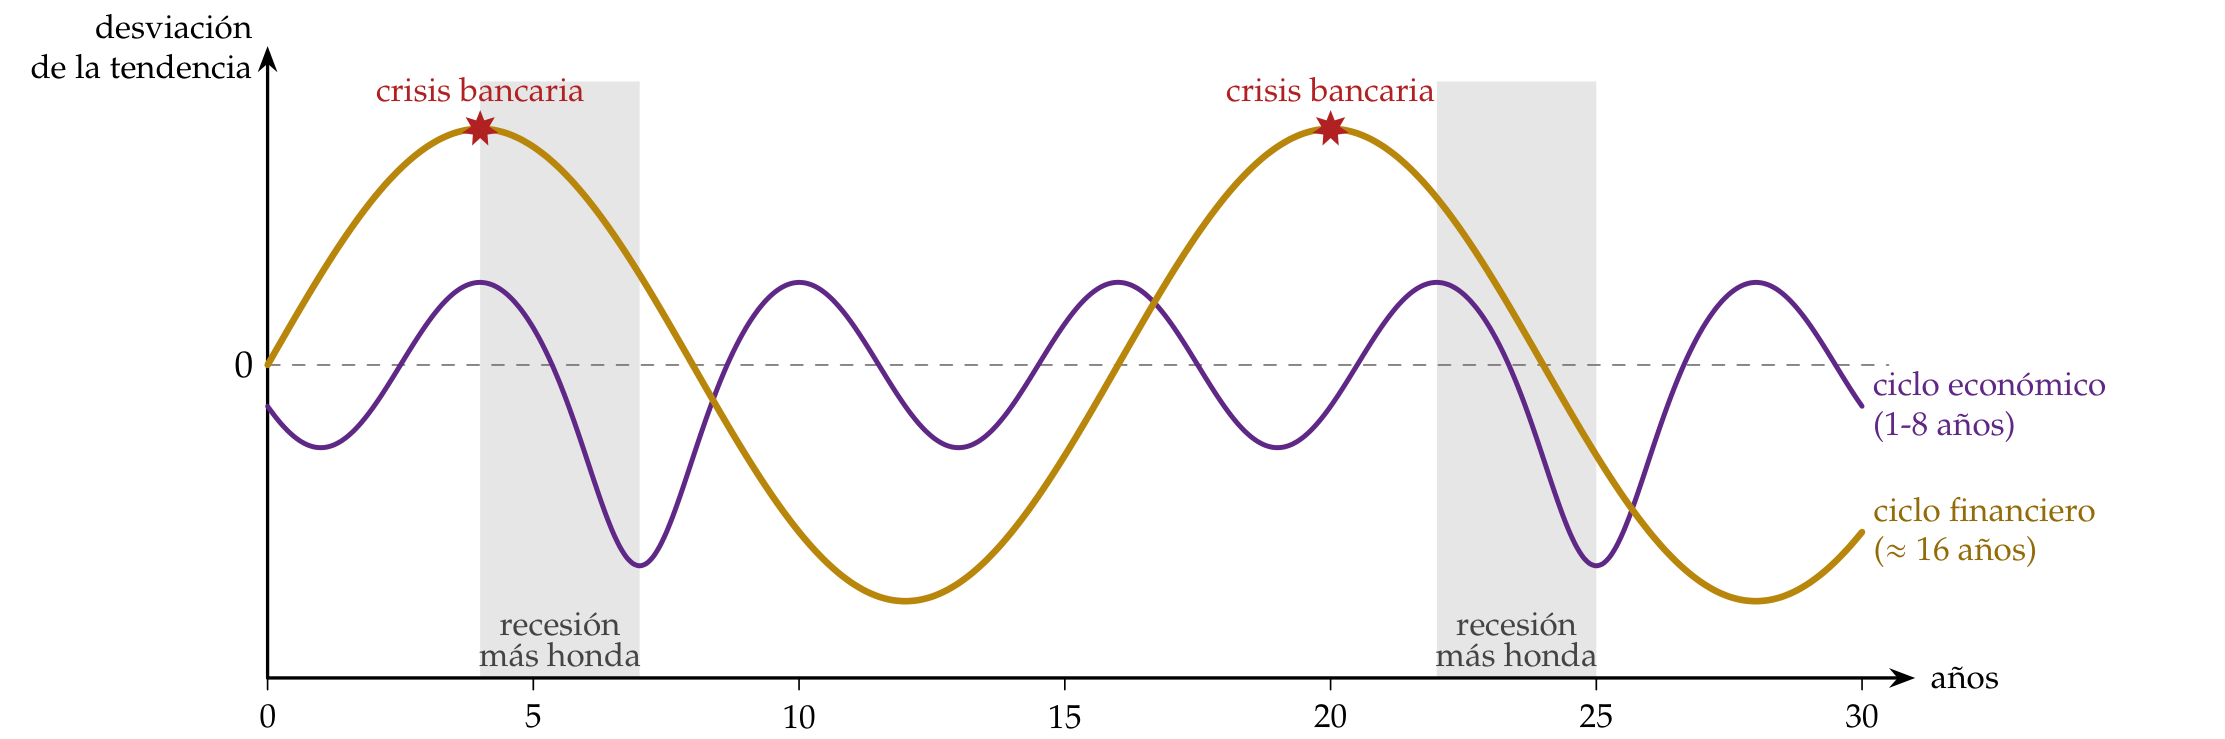 desviación
de la tendencia
crisis bancaria
crisis bancaria
0
ciclo económico
(1-8 años)
ciclo financiero
(≈ 16 años)
recesión
más honda
recesión
más honda
años
0 5 10 15 20 25 30